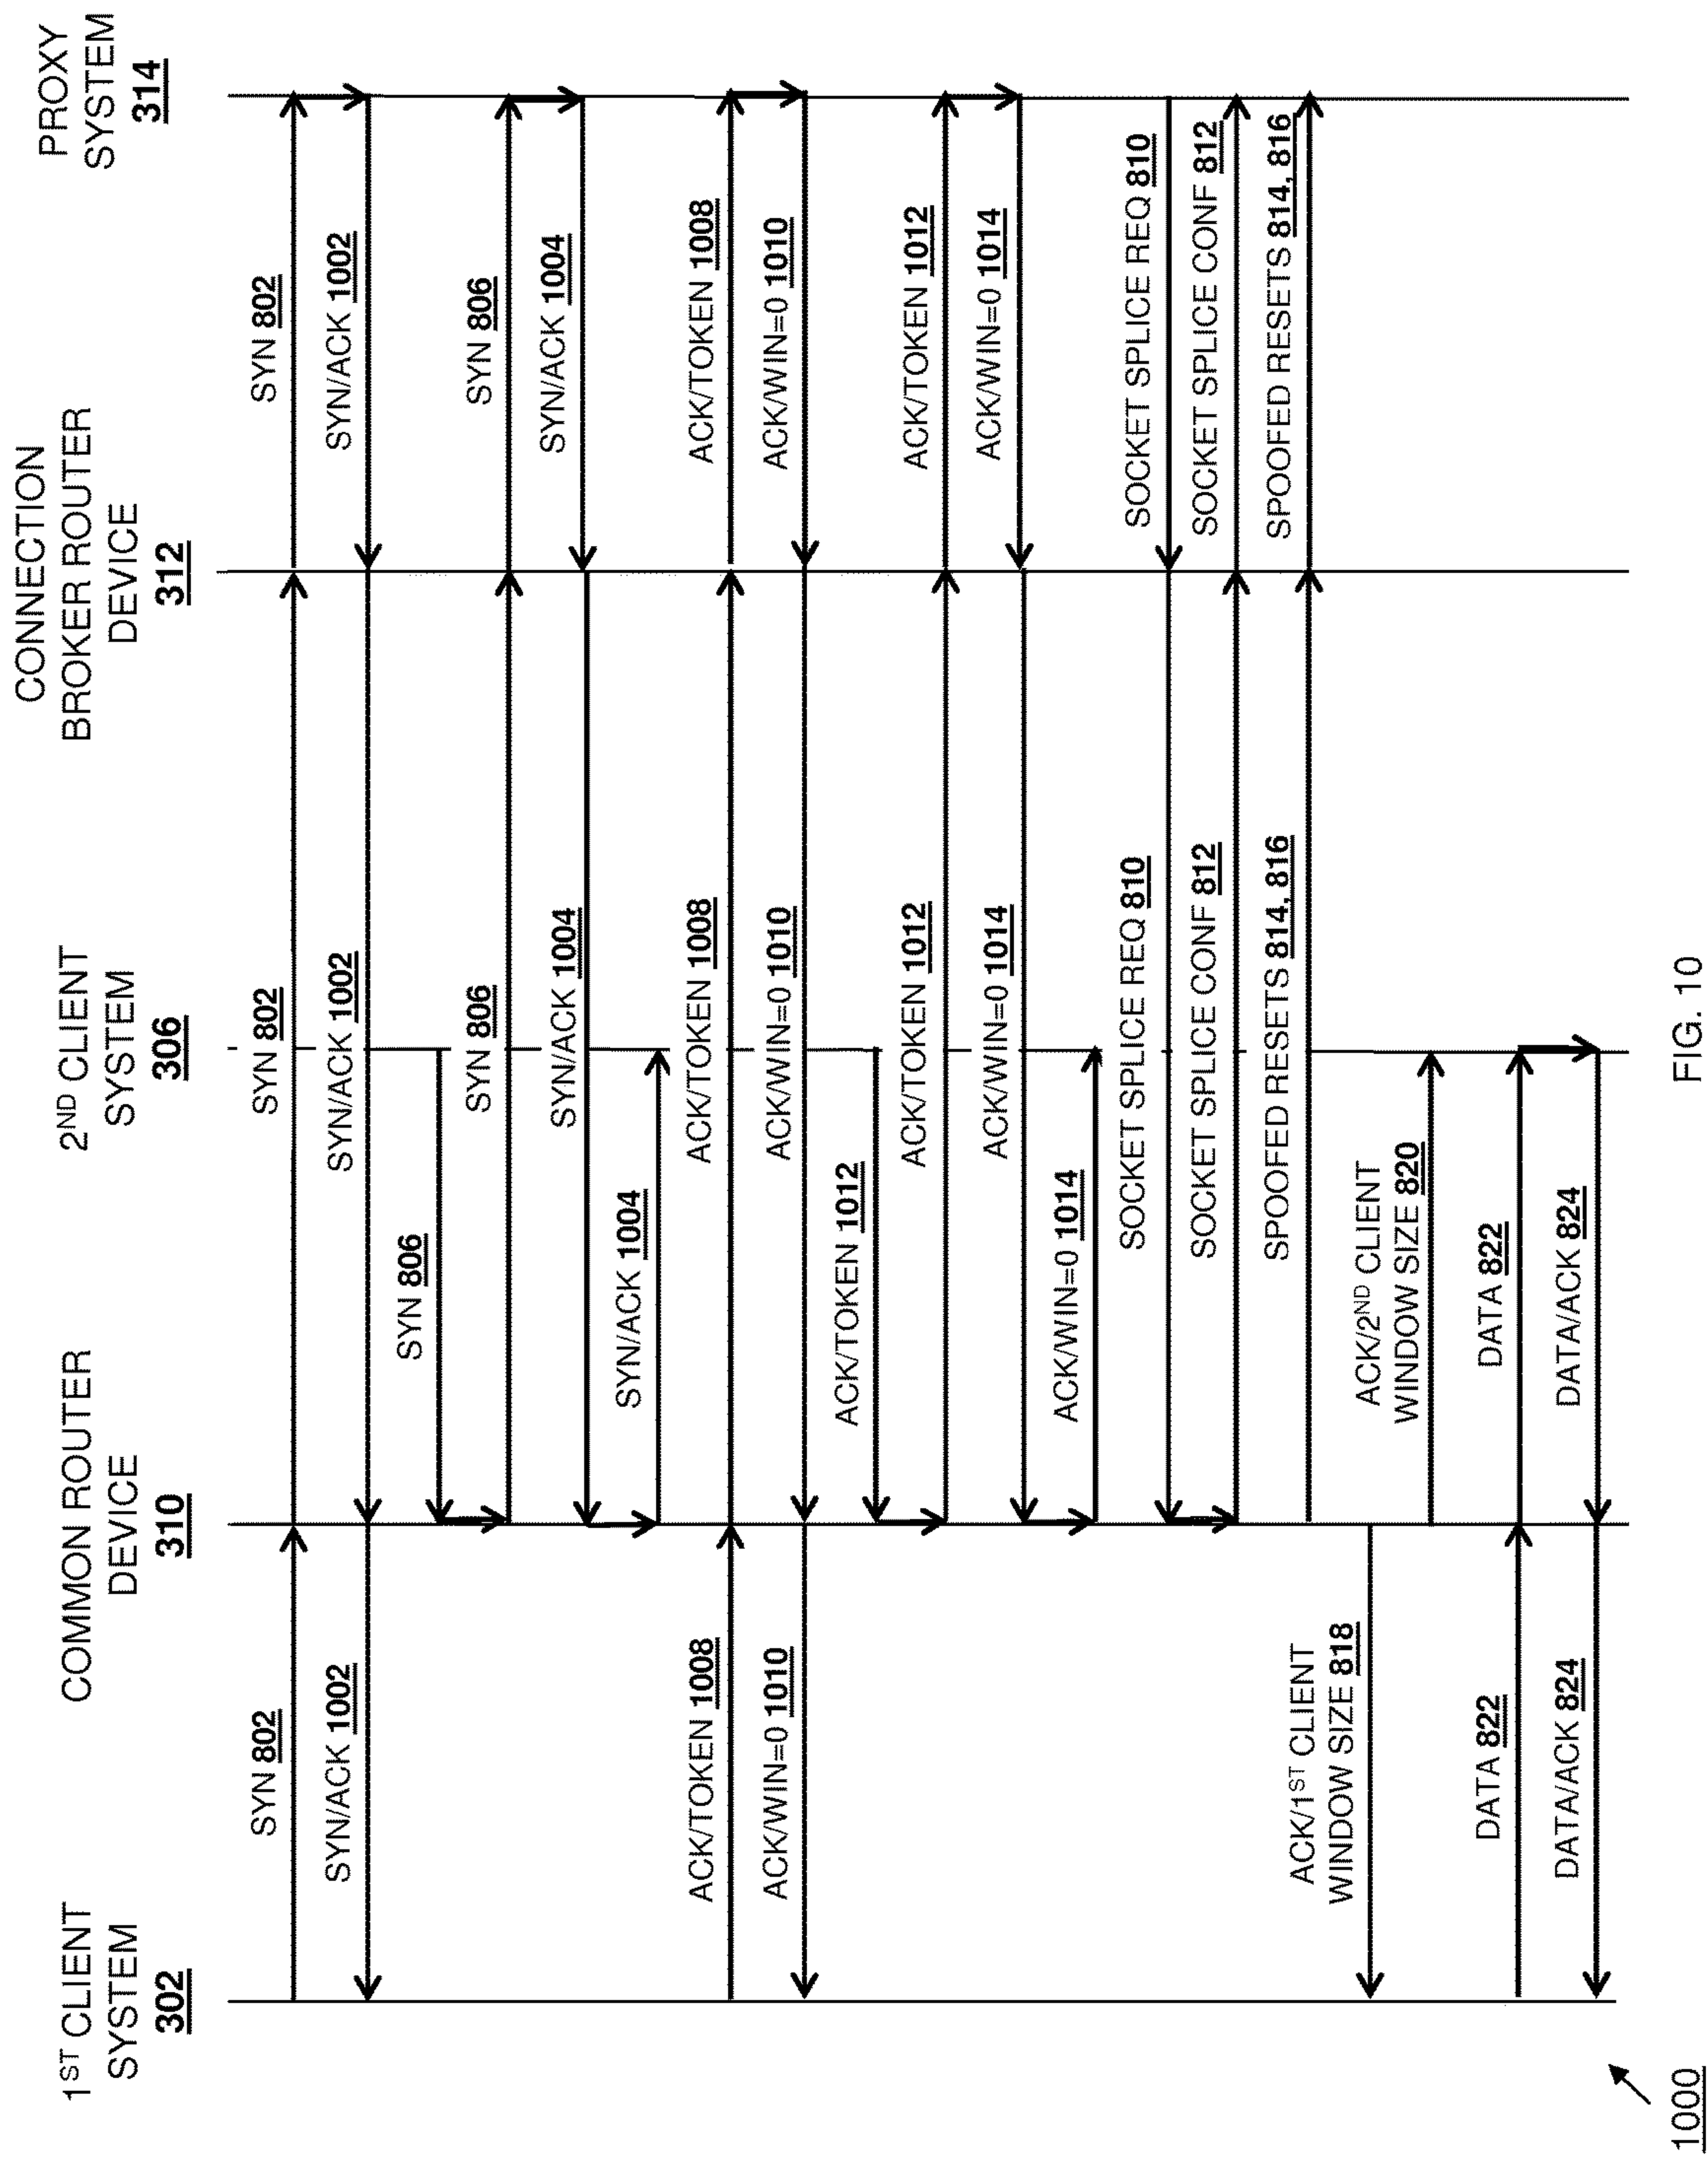 1ST CLIENT
SYSTEM
302
COMMON ROUTER
DEVICE
310
2ND CLIENT
SYSTEM
306
CONNECTION
BROKER ROUTER
DEVICE
312
PROXY
SYSTEM
314
SYN 802
SYN 802
SYN 802
SYN/ACK 1002
SYN/ACK 1002
SYN/ACK 1002
SYN 806
SYN 806
SYN 806
SYN/ACK 1004
SYN/ACK 1004
SYN/ACK 1004
ACK/TOKEN 1008
ACK/TOKEN 1008
ACK/TOKEN 1008
ACK/WIN=0 1010
ACK/WIN=0 1010
ACK/WIN=0 1010
ACK/TOKEN 1012
ACK/TOKEN 1012
ACK/TOKEN 1012
ACK/WIN=0 1014
ACK/WIN=0 1014
ACK/WIN=0 1014
SOCKET SPLICE REQ 810
SOCKET SPLICE REQ 810
SOCKET SPLICE CONF 812
SOCKET SPLICE CONF 812
SPOOFED RESETS 814, 816
SPOOFED RESETS 814, 816
ACK/1ST CLIENT
WINDOW SIZE 818
ACK/2ND CLIENT
WINDOW SIZE 820
DATA 822
DATA 822
DATA/ACK 824
DATA/ACK 824
1000
FIG. 10